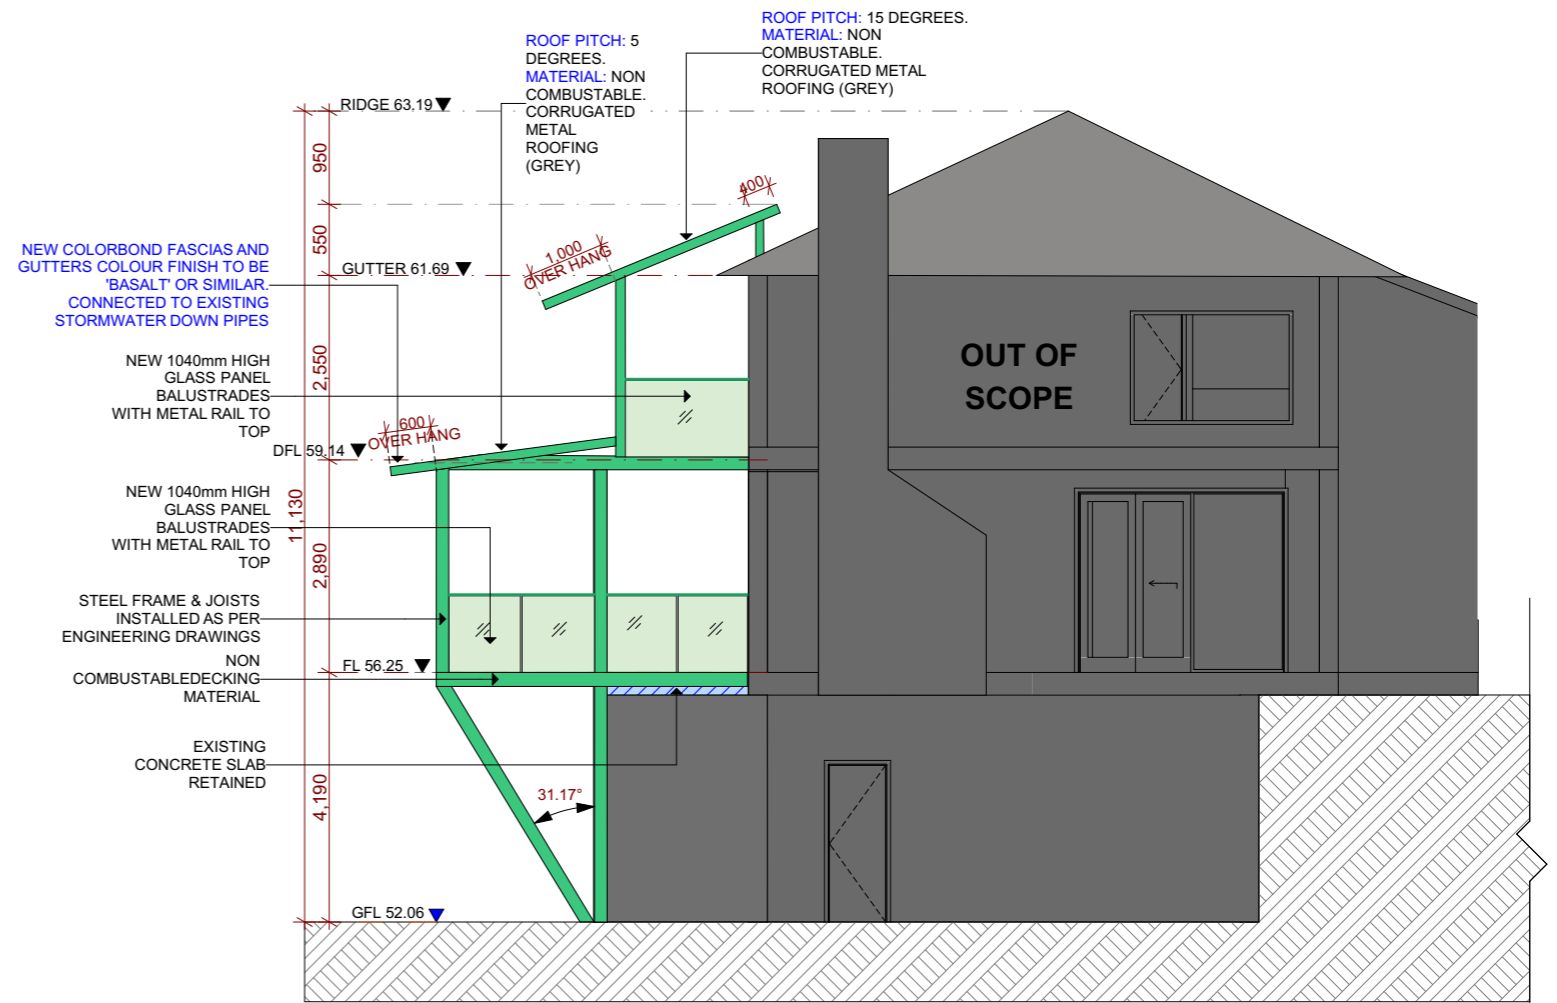 ROOF PITCH: 15 DEGREES.
MATERIAL: NON
COMBUSTABLE.
CORRUGATED METAL
ROOFING (GREY)
ROOF PITCH: 5
DEGREES.
MATERIAL: NON
COMBUSTABLE.
CORRUGATED
METAL
ROOFING
(GREY)
RIDGE 63.19
950
400
550
1,000
OVER HANG
NEW COLORBOND FASCIAS AND
GUTTERS COLOUR FINISH TO BE
'BASALT' OR SIMILAR.
CONNECTED TO EXISTING
STORMWATER DOWN PIPES
GUTTER 61.69
NEW 1040mm HIGH
GLASS PANEL
BALUSTRADES
WITH METAL RAIL TO
TOP
2,550
OUT OF
SCOPE
600
OVER HANG
DFL 59.14
NEW 1040mm HIGH
GLASS PANEL
BALUSTRADES
WITH METAL RAIL TO
TOP
11,130
2,890
STEEL FRAME & JOISTS
INSTALLED AS PER
ENGINEERING DRAWINGS
FL 56.25
NON
COMBUSTABLEDECKING
MATERIAL
EXISTING
CONCRETE SLAB
RETAINED
4,190
31.17°
GFL 52.06